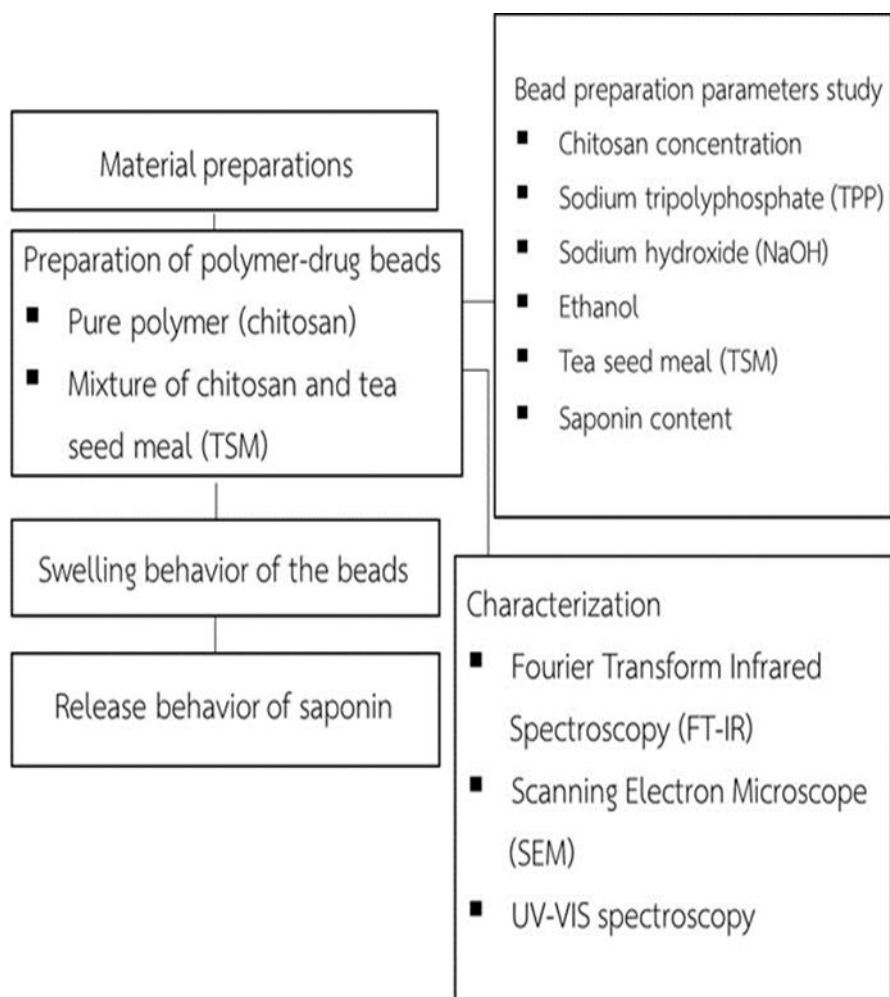 Material preparations
Preparation of polymer-drug beads
■ Pure polymer (chitosan)
■ Mixture of chitosan and tea
seed meal (TSM)
Swelling behavior of the beads
Release behavior of saponin
Bead preparation parameters study
■ Chitosan concentration
■ Sodium tripolyphosphate (TPP)
■ Sodium hydroxide (NaOH)
■ Ethanol
■ Tea seed meal (TSM)
■ Saponin content
Characterization
■ Fourier Transform Infrared
Spectroscopy (FT-IR)
■ Scanning Electron Microscope
(SEM)
■ UV-VIS spectroscopy